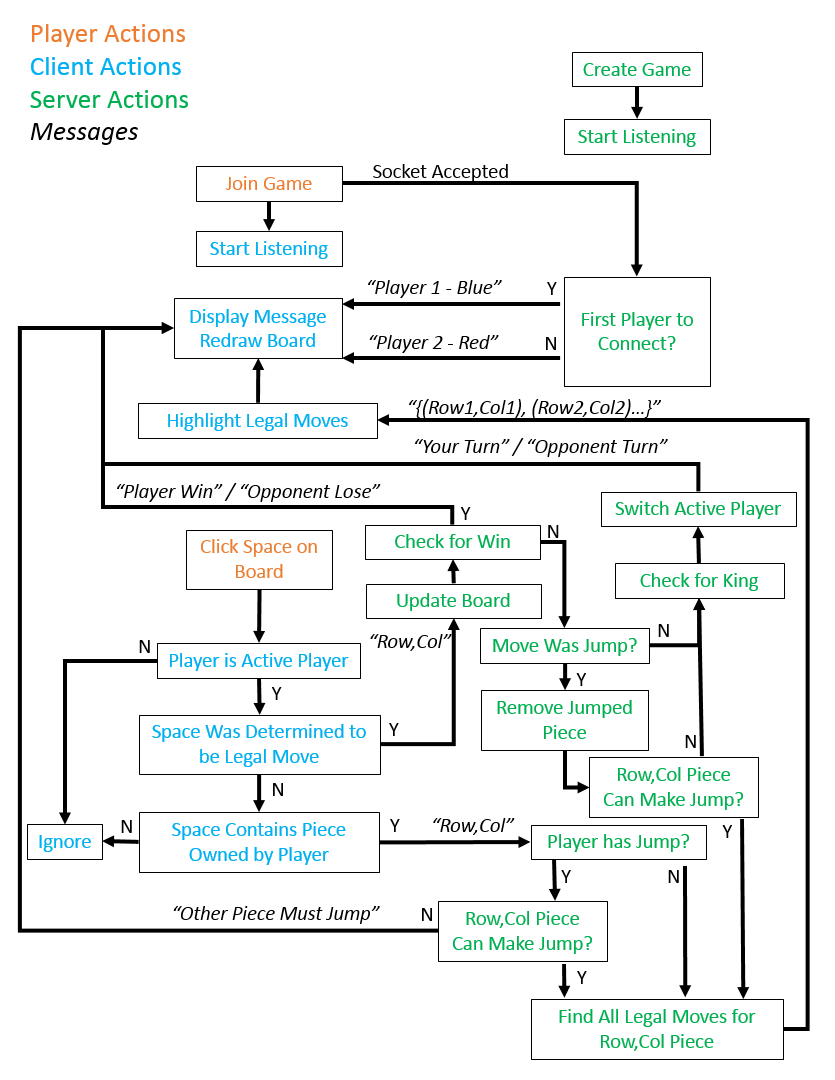 Player Actions
Client Actions
Server Actions
Messages
Create Game
Start Listening
Join Game
Socket Accepted
Start Listening
“Player 1 - Blue”
Y
Display Message
Redraw Board
First Player to
Connect?
“Player 2 - Red”
N
Highlight Legal Moves
“{(Row1,Col1), (Row2,Col2)...}”
“Your Turn” / “Opponent Turn”
“Player Win” / “Opponent Lose”
Y
Switch Active Player
Click Space on
Board
Check for Win
N
Check for King
Update Board
“Row,Col”
N
Player is Active Player
Move Was Jump?
N
Y
Y
Space Was Determined to
be Legal Move
Y
Remove Jumped
Piece
N
N
Row,Col Piece
Can Make Jump?
Ignore
N
Space Contains Piece
Owned by Player
Y
“Row,Col”
Player has Jump?
Y
Y
N
“Other Piece Must Jump”
N
Row,Col Piece
Can Make Jump?
Y
Find All Legal Moves for
Row,Col Piece